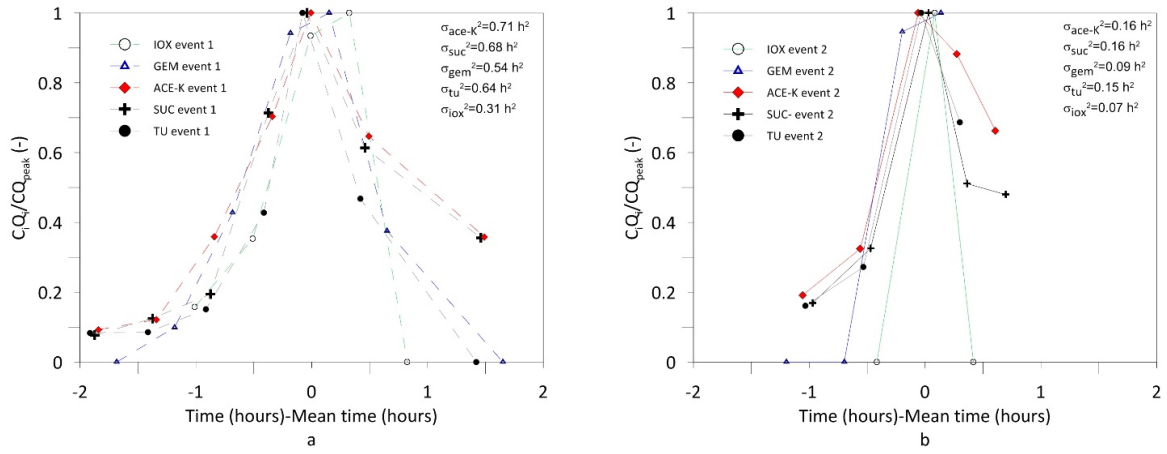 1
0.8
0.6
0.4
0.2
0
CᵢQᵢ/CQpeak (-)
IOX event 1
GEM event 1
ACE-K event 1
SUC event 1
TU event 1
σace-K²=0.71 h²
σsuc²=0.68 h²
σgem²=0.54 h²
σtu²=0.64 h²
σiox²=0.31 h²
-2 -1 0 1 2
Time (hours)-Mean time (hours)
a
1
0.8
0.6
0.4
0.2
0
CᵢQᵢ/CQpeak (-)
IOX event 2
GEM event 2
ACE-K event 2
SUC- event 2
TU event 2
σace-K²=0.16 h²
σsuc²=0.16 h²
σgem²=0.09 h²
σtu²=0.15 h²
σiox²=0.07 h²
-2 -1 0 1 2
Time (hours)-Mean time (hours)
b